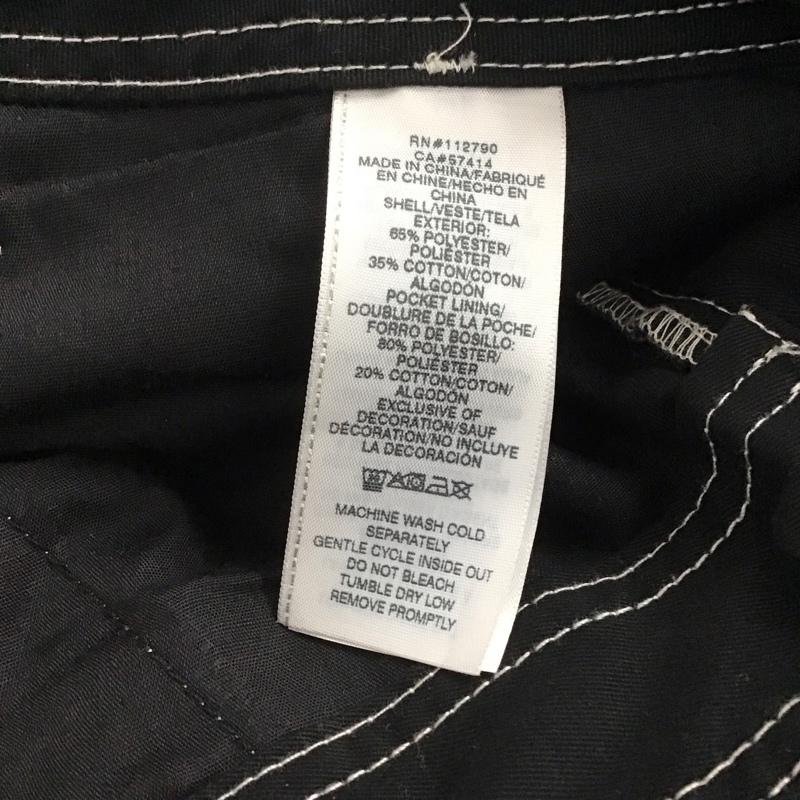 RN#112790
CA#57414
MADE IN CHINA/FABRIQUÉ
EN CHINE/HECHO EN
CHINA
SHELL/VESTE/TELA
EXTERIOR:
65% POLYESTER/
POLIÉSTER
35% COTTON/COTON/
ALGODÓN
POCKET LINING/
DOUBLURE DE LA POCHE/
FORRO DE BOSILLO:
80% POLYESTER/
POLIÉSTER
20% COTTON/COTON/
ALGODÓN
EXCLUSIVE OF
DECORATION/SAUF
DÉCORATION/NO INCLUYE
LA DECORACIÓN
MACHINE WASH COLD
SEPARATELY
GENTLE CYCLE INSIDE OUT
DO NOT BLEACH
TUMBLE DRY LOW
REMOVE PROMPTLY